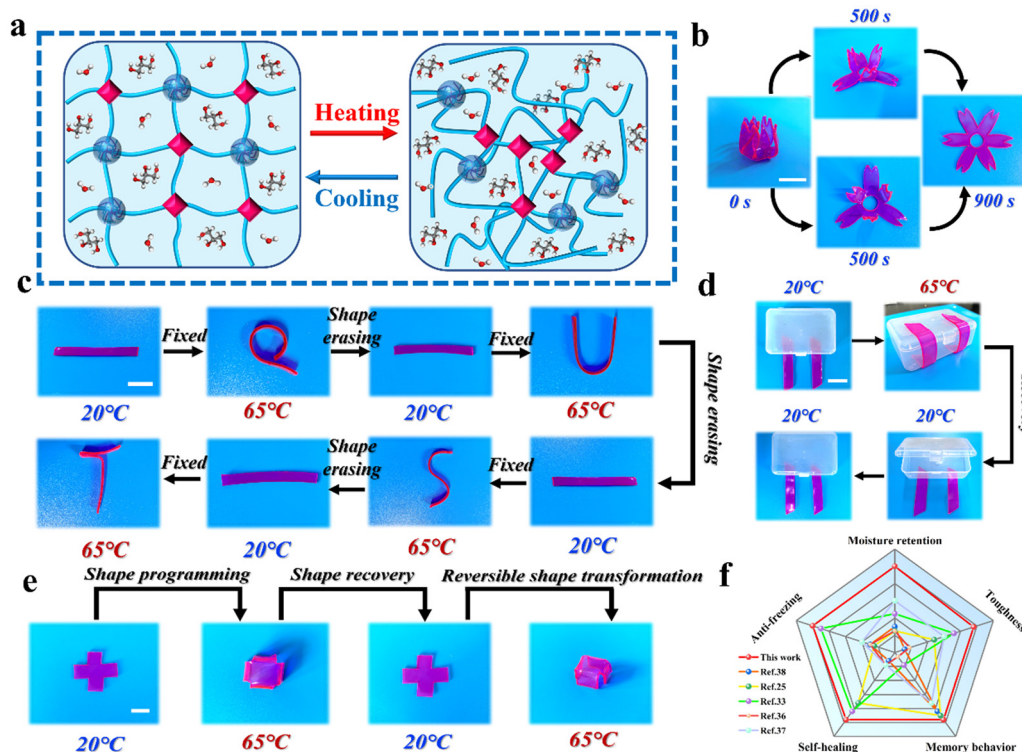 a
Heating
Cooling
b
500 s
0 s
900 s
500 s
c
Fixed
Shape
erasing
Fixed
20°C
65°C
20°C
65°C
Shape erasing
Fixed
Shape
erasing
Fixed
65°C
20°C
65°C
20°C
d
20°C
65°C
20°C
20°C
e
Shape programming
Shape recovery
Reversible shape transformation
20°C
65°C
20°C
65°C
f
Moisture retention
Anti-freezing
Toughness
This work
Ref.38
Ref.25
Ref.33
Ref.36
Ref.37
Self-healing
Memory behavior